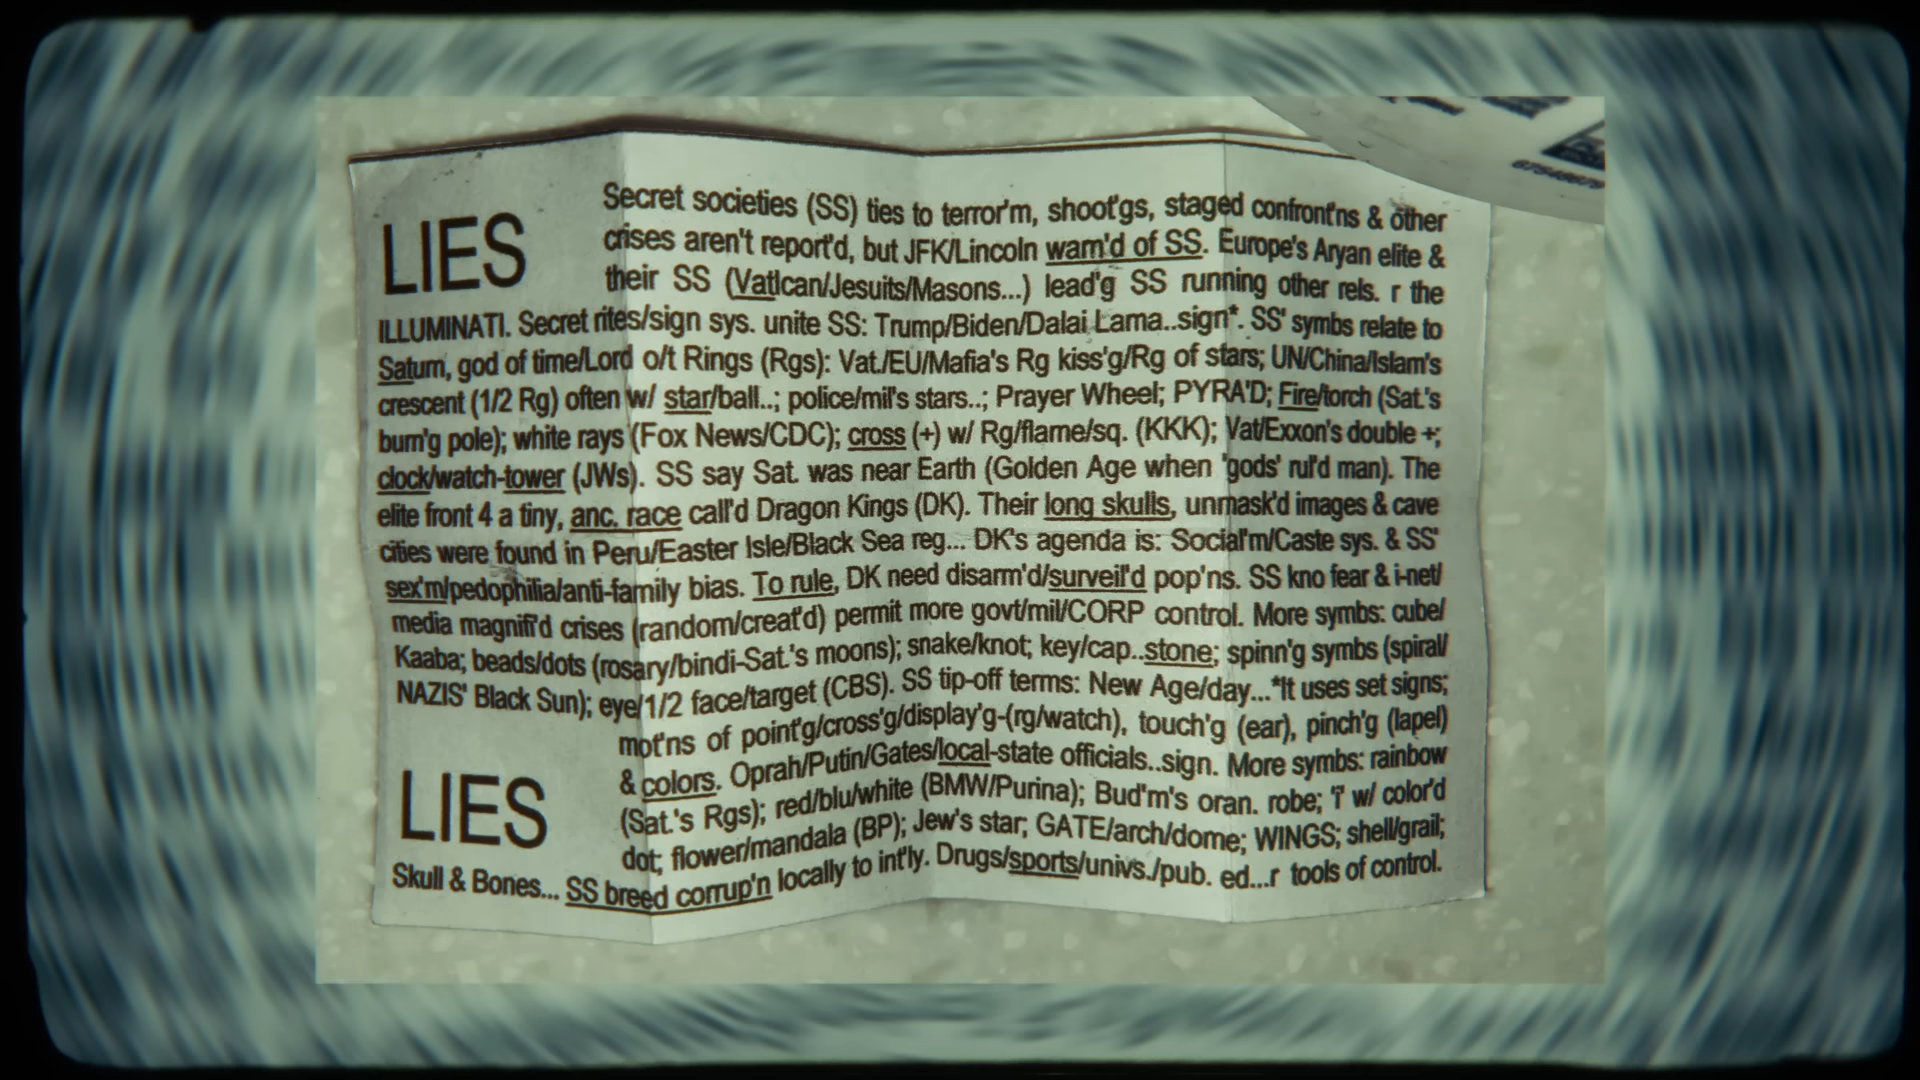 LIES
Secret societies (SS) ties to terror'm, shoot'gs, staged confront'ns & other
crises aren't report'd, but JFK/Lincoln warn'd of SS. Europe's Aryan elite &
their SS (Vatican/Jesuits/Masons...) lead'g SS running other rels. r the
ILLUMINATI. Secret rites/sign sys. unite SS: Trump/Biden/Dalai Lama..sign*. SS' symbs relate to
Saturn, god of time/Lord o/t Rings (Rgs): Vat./EU/Mafia's Rg kiss'g/Rg of stars; UN/China/Islam's
crescent (1/2 Rg) often w/ star/ball..; police/mil's stars..; Prayer Wheel; PYRA'D; Fire/torch (Sat.'s
burn'g pole); white rays (Fox News/CDC); cross (+) w/ Rg/flame/sq. (KKK); Vat/Exxon's double +;
clock/watch-tower (JWs). SS say Sat. was near Earth (Golden Age when 'gods' rul'd man). The
elite front 4 a tiny, anc. race call'd Dragon Kings (DK). Their long skulls, unmask'd images & cave
cities were found in Peru/Easter Isle/Black Sea reg... DK's agenda is: Social'm/Caste sys. & SS'
sex'm/pedophilia/anti-family bias. To rule, DK need disarm'd/surveil'd pop'ns. SS kno fear & i-net/
media magnifi'd crises (random/creat'd) permit more govt/mil/CORP control. More symbs: cube/
Kaaba; beads/dots (rosary/bindi-Sat.'s moons); snake/knot; key/cap..stone; spinn'g symbs (spiral/
NAZIS' Black Sun); eye/1/2 face/target (CBS). SS tip-off terms: New Age/day...*It uses set signs;
mot'ns of point'g/cross'g/display'g-(rg/watch), touch'g (ear), pinch'g (lapel)
& colors. Oprah/Putin/Gates/local-state officials..sign. More symbs: rainbow
(Sat.'s Rgs); red/blu/white (BMW/Purina); Bud'm's oran. robe; 'i' w/ color'd
dot; flower/mandala (BP); Jew's star; GATE/arch/dome; WINGS; shell/grail;
LIES
Skull & Bones... SS breed corrup'n locally to int'ly. Drugs/sports/univs./pub. ed...r tools of control.